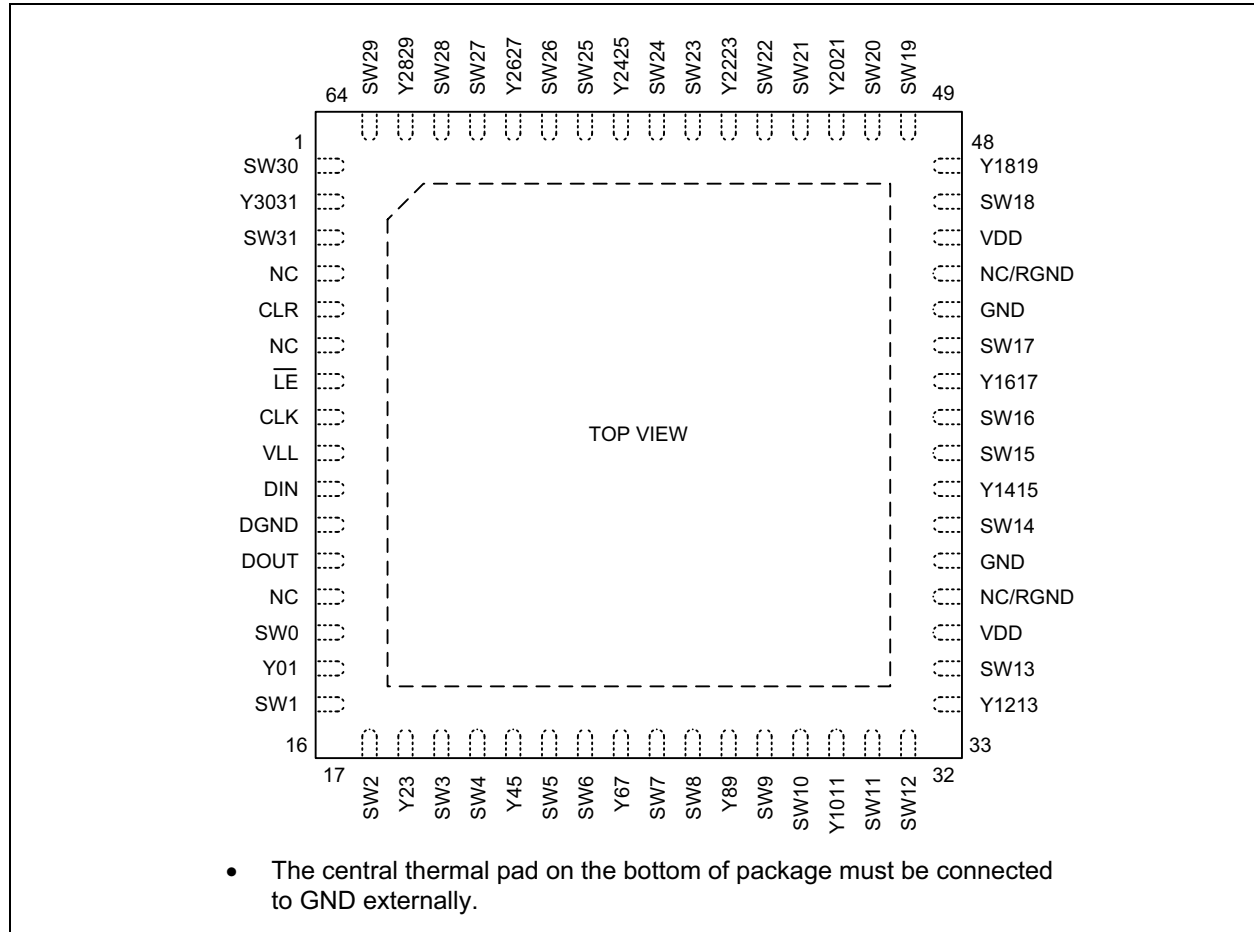 SW29
Y2829
SW28
SW27
Y2627
SW26
SW25
Y2425
SW24
SW23
Y2223
SW22
SW21
Y2021
SW20
SW19
64
49
1
48
SW30
Y3031
SW31
NC
CLR
NC
LE
CLK
VLL
DIN
DGND
DOUT
NC
SW0
Y01
SW1
TOP VIEW
Y1819
SW18
VDD
NC/RGND
GND
SW17
Y1617
SW16
SW15
Y1415
SW14
GND
NC/RGND
VDD
SW13
Y1213
16
33
17
32
SW2
Y23
SW3
SW4
Y45
SW5
SW6
Y67
SW7
SW8
Y89
SW9
SW10
Y1011
SW11
SW12
• The central thermal pad on the bottom of package must be connected
to GND externally.